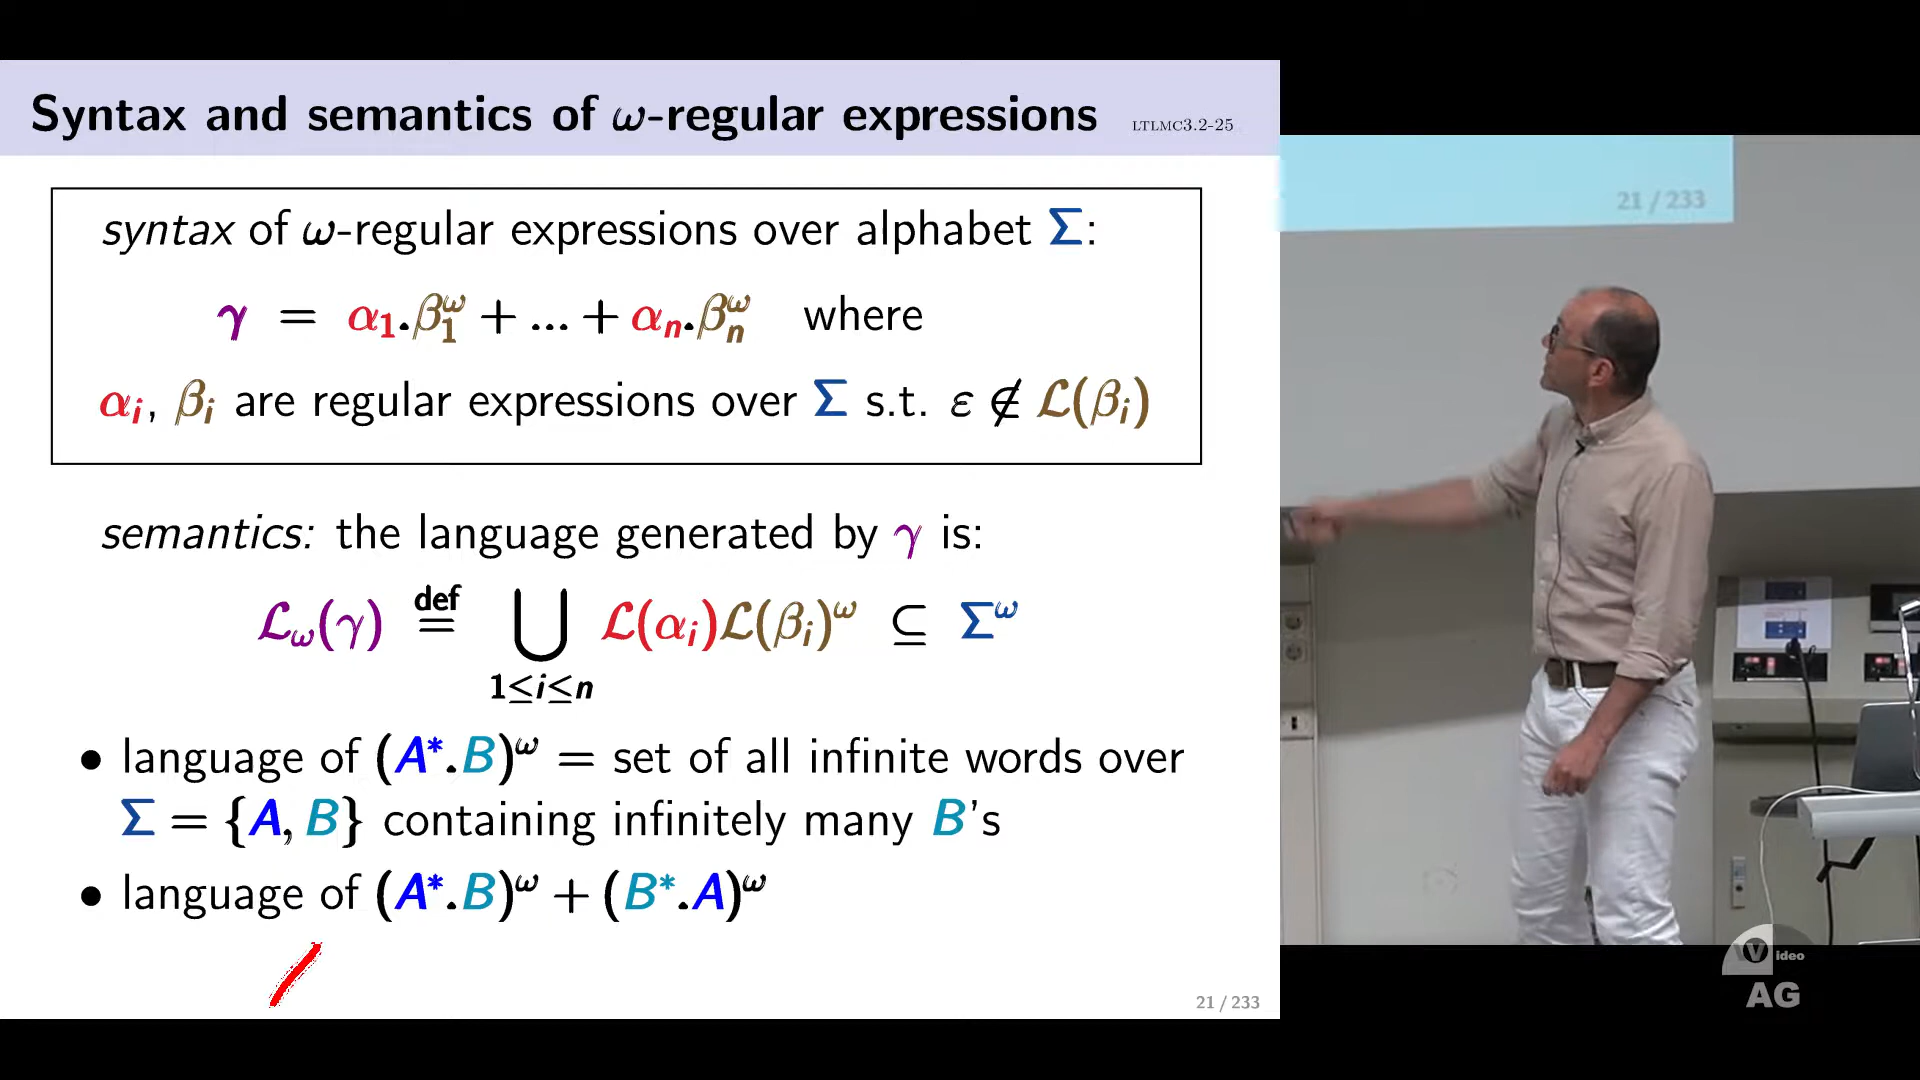 Syntax and semantics of ω-regular expressions LTLMC3.2-25
syntax of ω-regular expressions over alphabet Σ:
γ = α₁.β₁^ω + ... + αₙ.βₙ^ω where
αᵢ, βᵢ are regular expressions over Σ s.t. ε ∉ ℒ(βᵢ)
semantics: the language generated by γ is:
ℒ_ω(γ) def= ⋃ ℒ(αᵢ)ℒ(βᵢ)^ω ⊆ Σ^ω
1≤i≤n
• language of (A*.B)^ω = set of all infinite words over
Σ = {A, B} containing infinitely many B's
• language of (A*.B)^ω + (B*.A)^ω
21 / 233
21 / 233
Video
AG